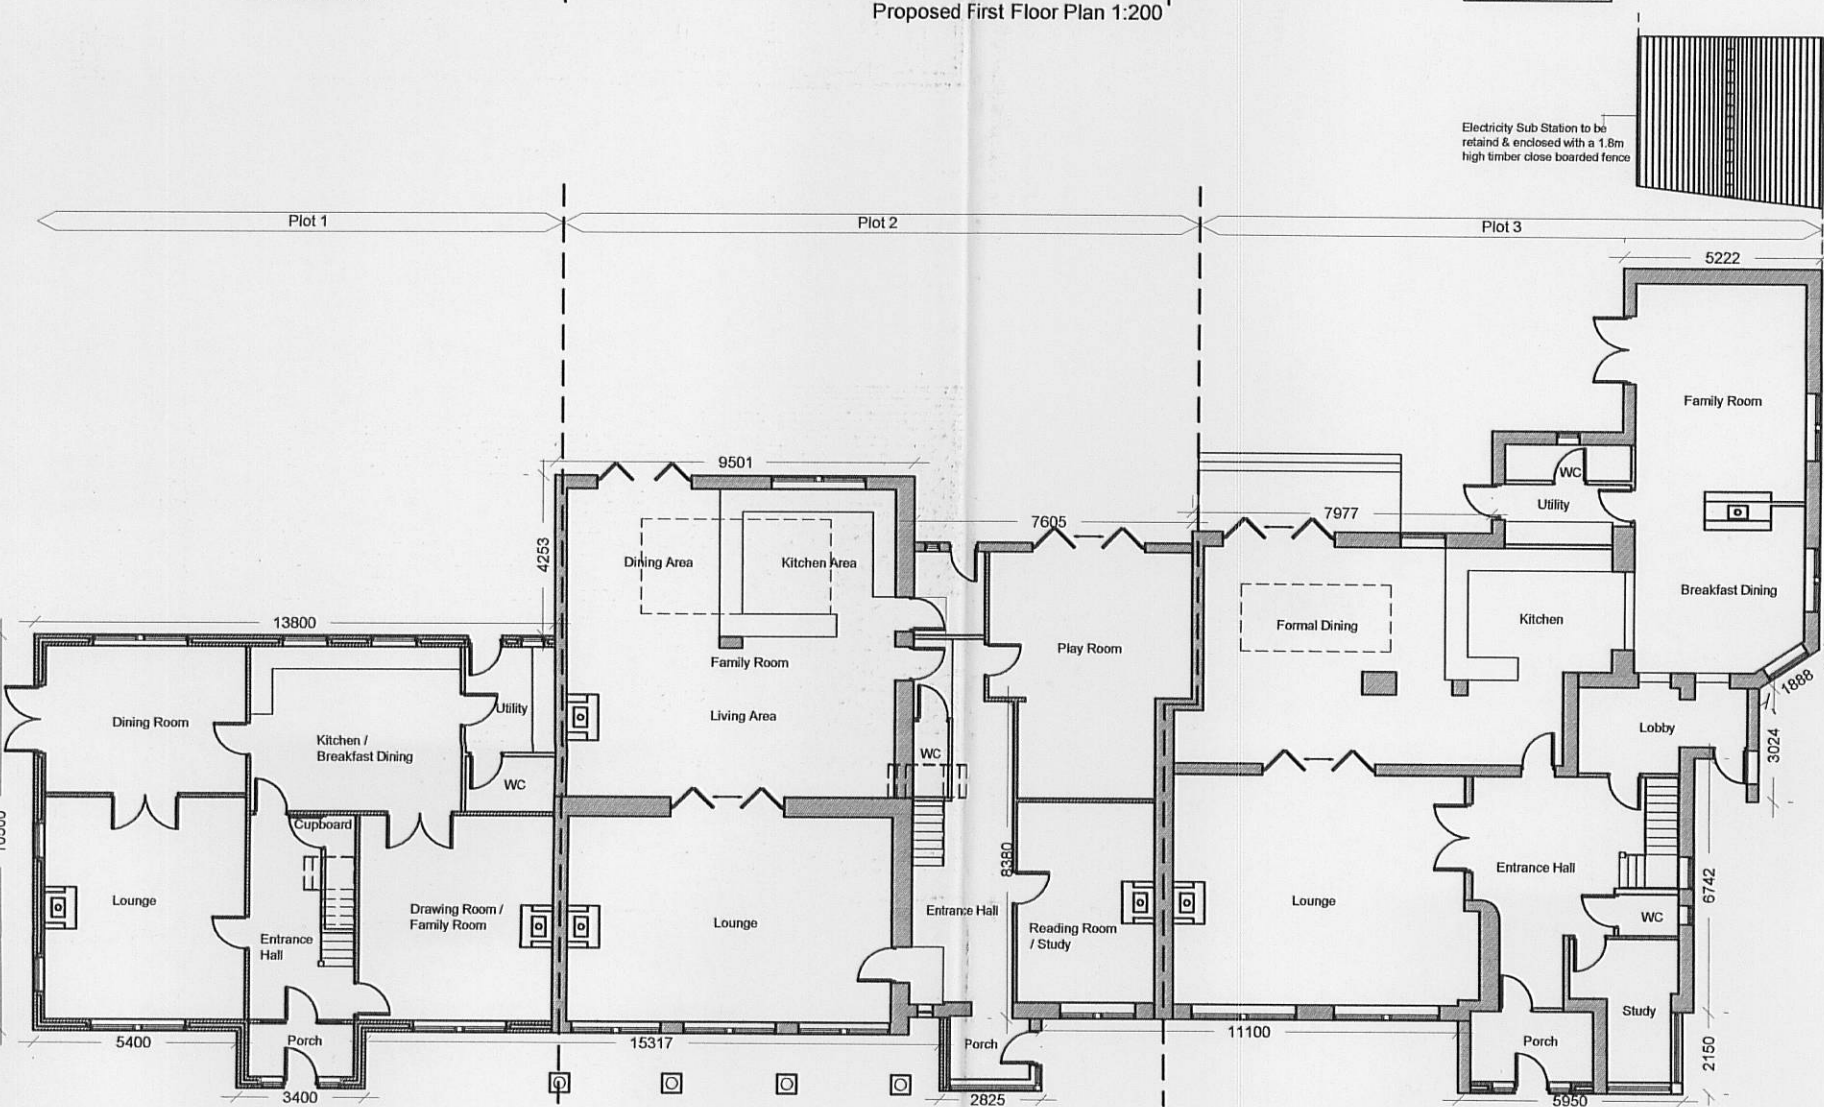 Proposed First Floor Plan 1:200
Electricity Sub Station to be
retaind & enclosed with a 1.8m
high timber close boarded fence
Plot 1
Plot 2
Plot 3
5222
Family Room
9501
WC
Utility
7605
7977
4253
Dining Area
Kitchen Area
Breakfast Dining
13800
Formal Dining
Kitchen
Play Room
Family Room
1888
Dining Room
Utility
Living Area
Lobby
3024
Kitchen /
Breakfast Dining
WC
WC
Cupboard
8380
Entrance Hall
6742
Lounge
Drawing Room /
Family Room
Lounge
Entrance Hall
Reading Room
/ Study
Lounge
WC
Entrance
Hall
Study
Porch
5400
15317
Porch
11100
Porch
2150
3400
2825
5950